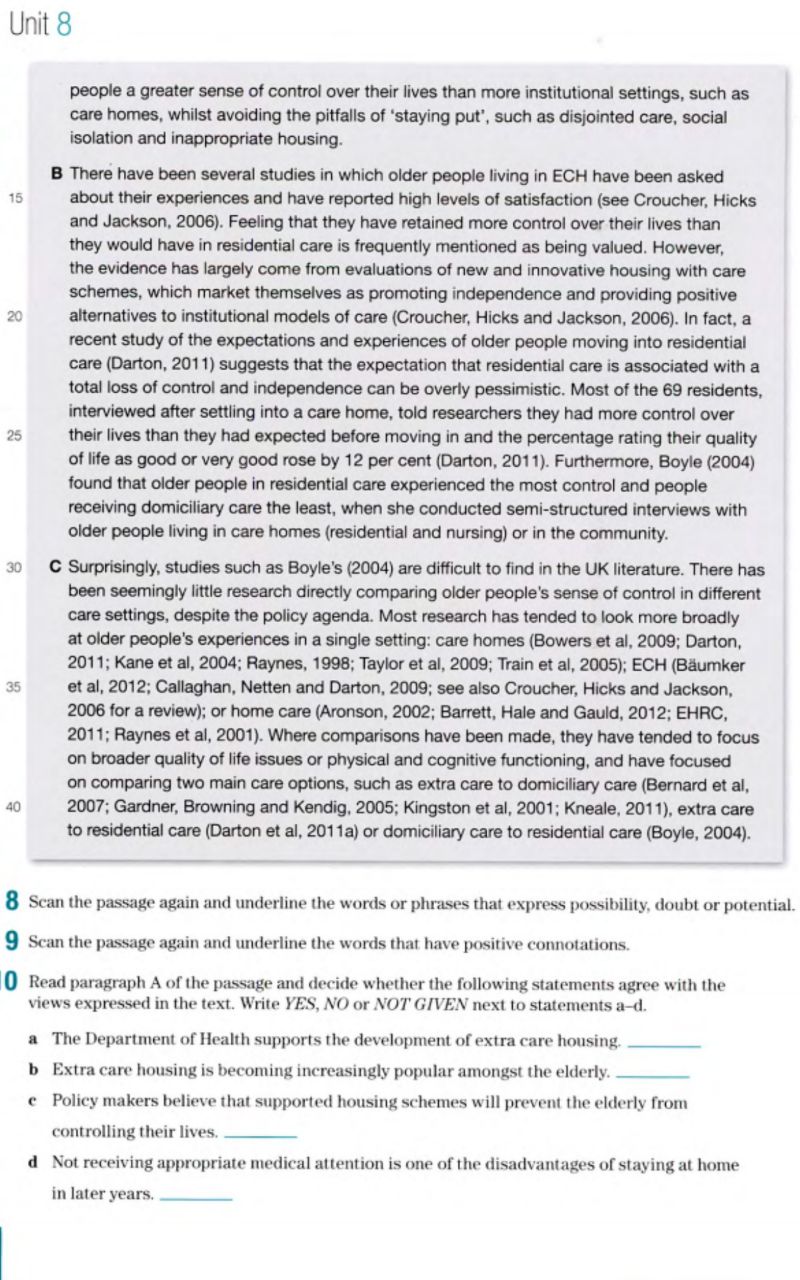 Unit 8
people a greater sense of control over their lives than more institutional settings, such as
care homes, whilst avoiding the pitfalls of ‘staying put’, such as disjointed care, social
isolation and inappropriate housing.
B There have been several studies in which older people living in ECH have been asked
15 about their experiences and have reported high levels of satisfaction (see Croucher, Hicks
and Jackson, 2006). Feeling that they have retained more control over their lives than
they would have in residential care is frequently mentioned as being valued. However,
the evidence has largely come from evaluations of new and innovative housing with care
schemes, which market themselves as promoting independence and providing positive
20 alternatives to institutional models of care (Croucher, Hicks and Jackson, 2006). In fact, a
recent study of the expectations and experiences of older people moving into residential
care (Darton, 2011) suggests that the expectation that residential care is associated with a
total loss of control and independence can be overly pessimistic. Most of the 69 residents,
interviewed after settling into a care home, told researchers they had more control over
25 their lives than they had expected before moving in and the percentage rating their quality
of life as good or very good rose by 12 per cent (Darton, 2011). Furthermore, Boyle (2004)
found that older people in residential care experienced the most control and people
receiving domiciliary care the least, when she conducted semi-structured interviews with
older people living in care homes (residential and nursing) or in the community.
30 C Surprisingly, studies such as Boyle’s (2004) are difficult to find in the UK literature. There has
been seemingly little research directly comparing older people’s sense of control in different
care settings, despite the policy agenda. Most research has tended to look more broadly
at older people’s experiences in a single setting: care homes (Bowers et al, 2009; Darton,
2011; Kane et al, 2004; Raynes, 1998; Taylor et al, 2009; Train et al, 2005); ECH (Bäumker
35 et al, 2012; Callaghan, Netten and Darton, 2009; see also Croucher, Hicks and Jackson,
2006 for a review); or home care (Aronson, 2002; Barrett, Hale and Gauld, 2012; EHRC,
2011; Raynes et al, 2001). Where comparisons have been made, they have tended to focus
on broader quality of life issues or physical and cognitive functioning, and have focused
on comparing two main care options, such as extra care to domiciliary care (Bernard et al,
40 2007; Gardner, Browning and Kendig, 2005; Kingston et al, 2001; Kneale, 2011), extra care
to residential care (Darton et al, 2011a) or domiciliary care to residential care (Boyle, 2004).
8 Scan the passage again and underline the words or phrases that express possibility, doubt or potential.
9 Scan the passage again and underline the words that have positive connotations.
10 Read paragraph A of the passage and decide whether the following statements agree with the
views expressed in the text. Write YES, NO or NOT GIVEN next to statements a–d.
a The Department of Health supports the development of extra care housing.
b Extra care housing is becoming increasingly popular amongst the elderly.
c Policy makers believe that supported housing schemes will prevent the elderly from
controlling their lives.
d Not receiving appropriate medical attention is one of the disadvantages of staying at home
in later years.